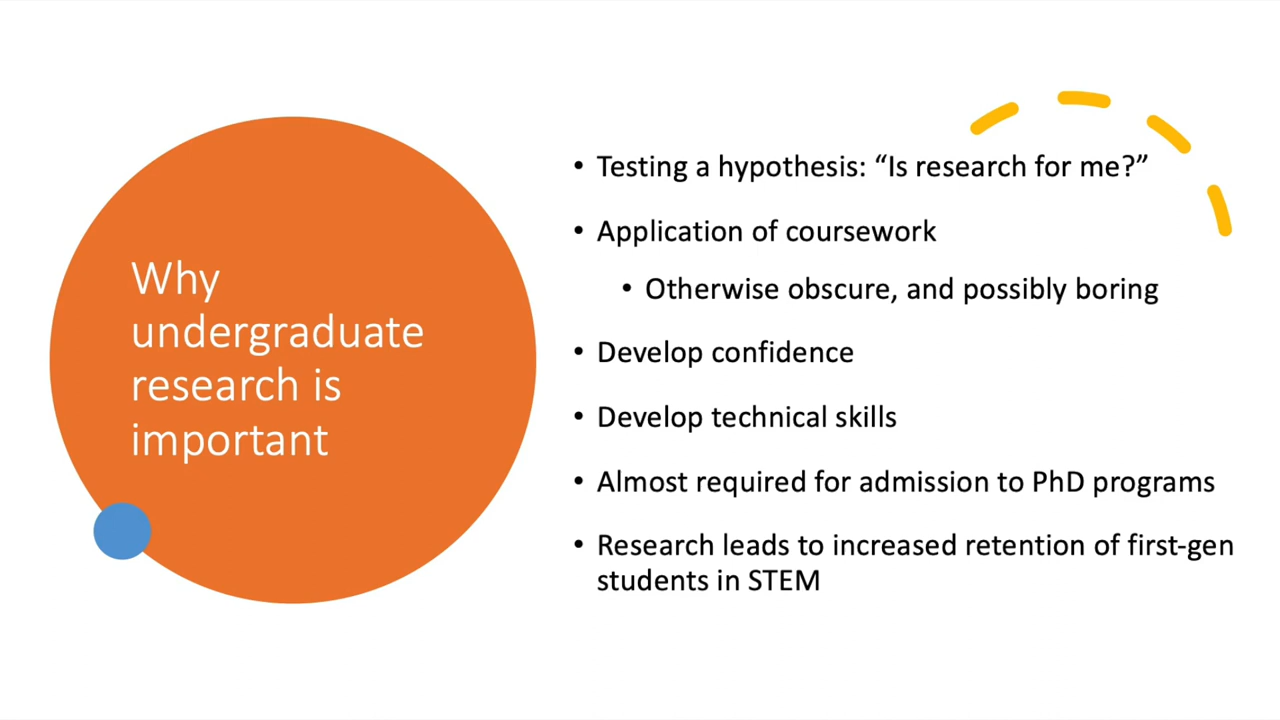 Why
undergraduate
research is
important
• Testing a hypothesis: “Is research for me?”
• Application of coursework
• Otherwise obscure, and possibly boring
• Develop confidence
• Develop technical skills
• Almost required for admission to PhD programs
• Research leads to increased retention of first-gen
students in STEM